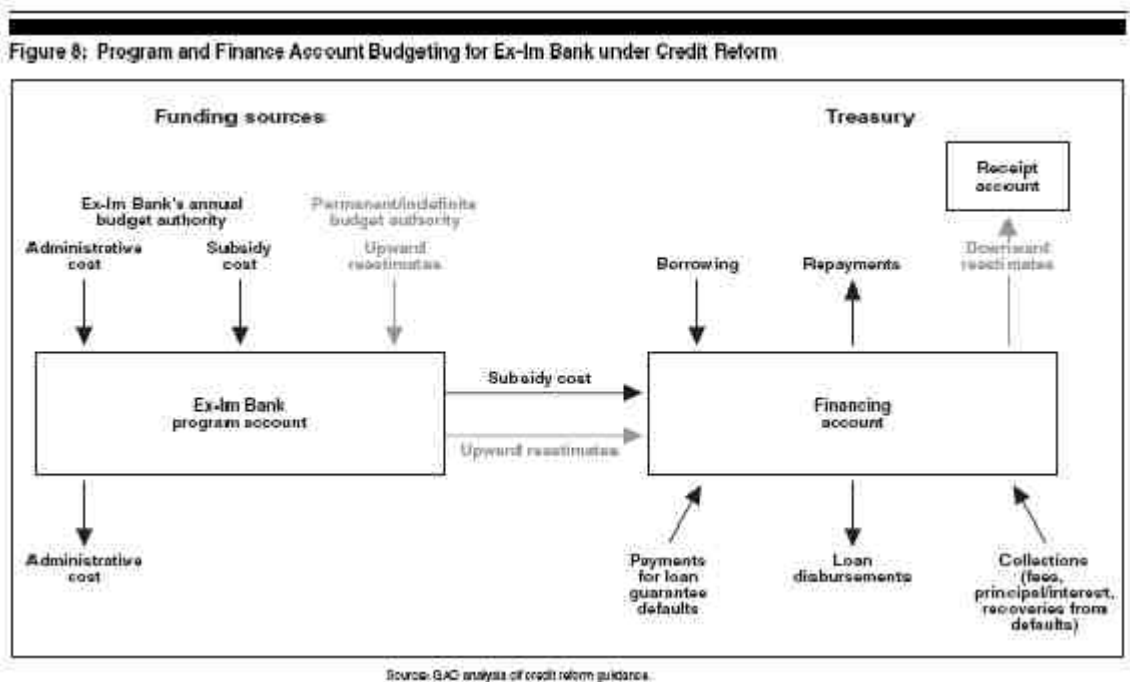 Figure 8: Program and Finance Account Budgeting for Ex-Im Bank under Credit Reform
Funding sources
Treasury
Receipt
account
Ex-Im Bank's annual
budget authority
Permanent/indefinite
budget authority
Administrative
cost
Subsidy
cost
Upward
reestimates
Borrowing
Repayments
Downward
reestimates
Ex-Im Bank
program account
Subsidy cost
Upward reestimates
Financing
account
Administrative
cost
Payments
for loan
guarantee
defaults
Loan
disbursements
Collections
(fees,
principal/interest,
recoveries from
defaults)
Source: GAO analysis of credit reform guidance.